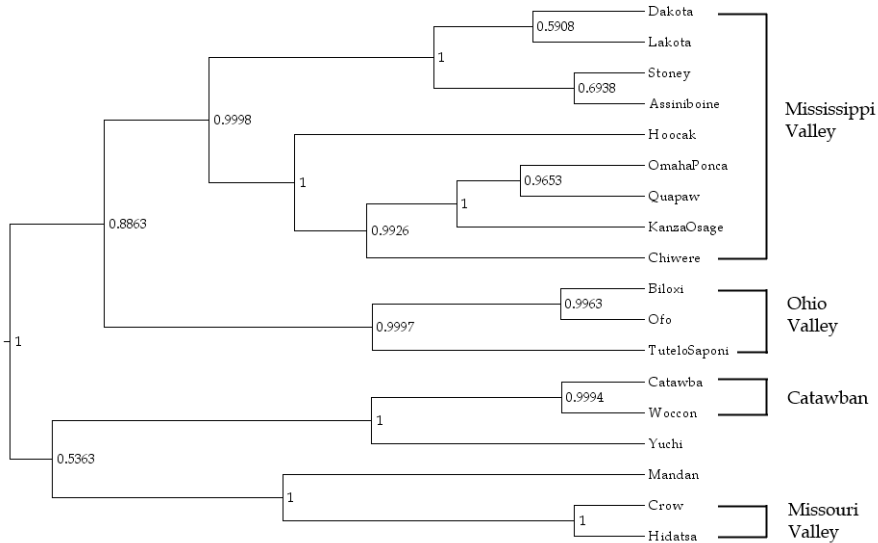 Dakota
0.5908
Lakota
1
Stoney
0.6938
Assiniboine
0.9998
Hoocak
1
OmahaPonca
0.9653
Quapaw
1
KanzaOsage
0.9926
Chiwere
Mississippi
Valley
0.8863
Biloxi
0.9963
Ofo
0.9997
TuteloSaponi
Ohio
Valley
1
Catawba
0.9994
Woccon
Catawban
1
Yuchi
0.5363
Mandan
1
Crow
1
Hidatsa
Missouri
Valley